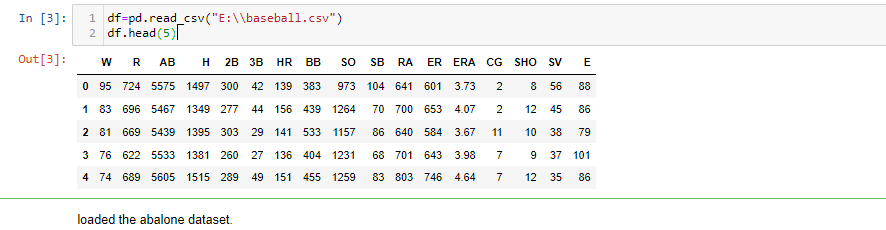 In [3]: 1 df=pd.read_csv("E:\\baseball.csv")
2 df.head(5)
Out[3]: W R AB H 2B 3B HR BB SO SB RA ER ERA CG SHO SV E
0 95 724 5575 1497 300 42 139 383 973 104 641 601 3.73 2 8 56 88
1 83 696 5467 1349 277 44 156 439 1264 70 700 653 4.07 2 12 45 86
2 81 669 5439 1395 303 29 141 533 1157 86 640 584 3.67 11 10 38 79
3 76 622 5533 1381 260 27 136 404 1231 68 701 643 3.98 7 9 37 101
4 74 689 5605 1515 289 49 151 455 1259 83 803 746 4.64 7 12 35 86
loaded the abalone dataset.